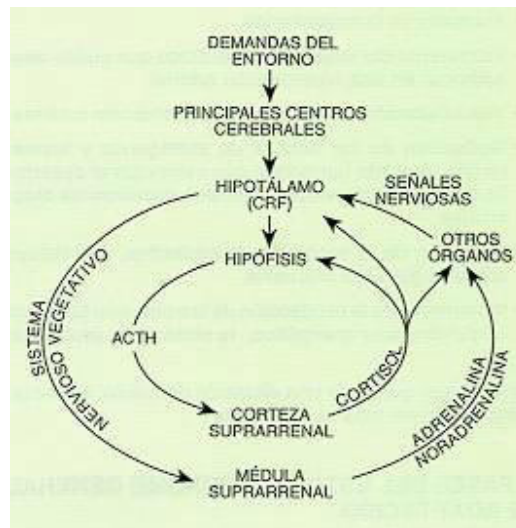 DEMANDAS DEL
ENTORNO
PRINCIPALES CENTROS
CEREBRALES
HIPOTÁLAMO
(CRF)
SEÑALES
NERVIOSAS
HIPÓFISIS
OTROS
ÓRGANOS
SISTEMA
NERVIOSO VEGETATIVO
ACTH
CORTISOL
CORTEZA
SUPRARRENAL
ADRENALINA
NORADRENALINA
MÉDULA
SUPRARRENAL